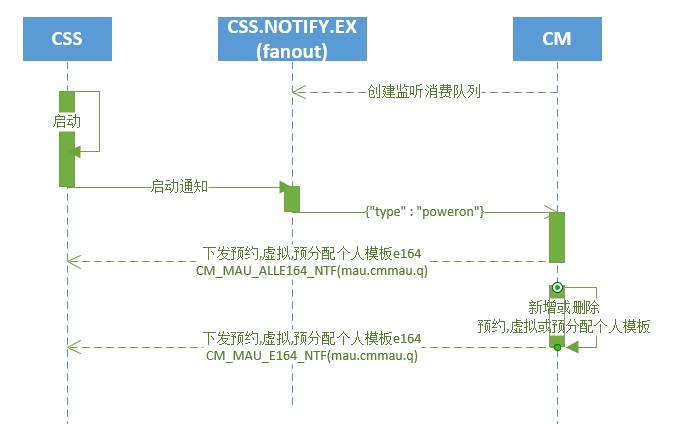 CSS
CSS.NOTIFY.EX
(fanout)
CM
创建监听消费队列
启动
启动通知
{"type" : "poweron"}
下发预约,虚拟,预分配个人模板e164
CM_MAU_ALLE164_NTF(mau.cmmau.q)
新增或删除
预约,虚拟或预分配个人模板
下发预约,虚拟,预分配个人模板e164
CM_MAU_E164_NTF(mau.cmmau.q)